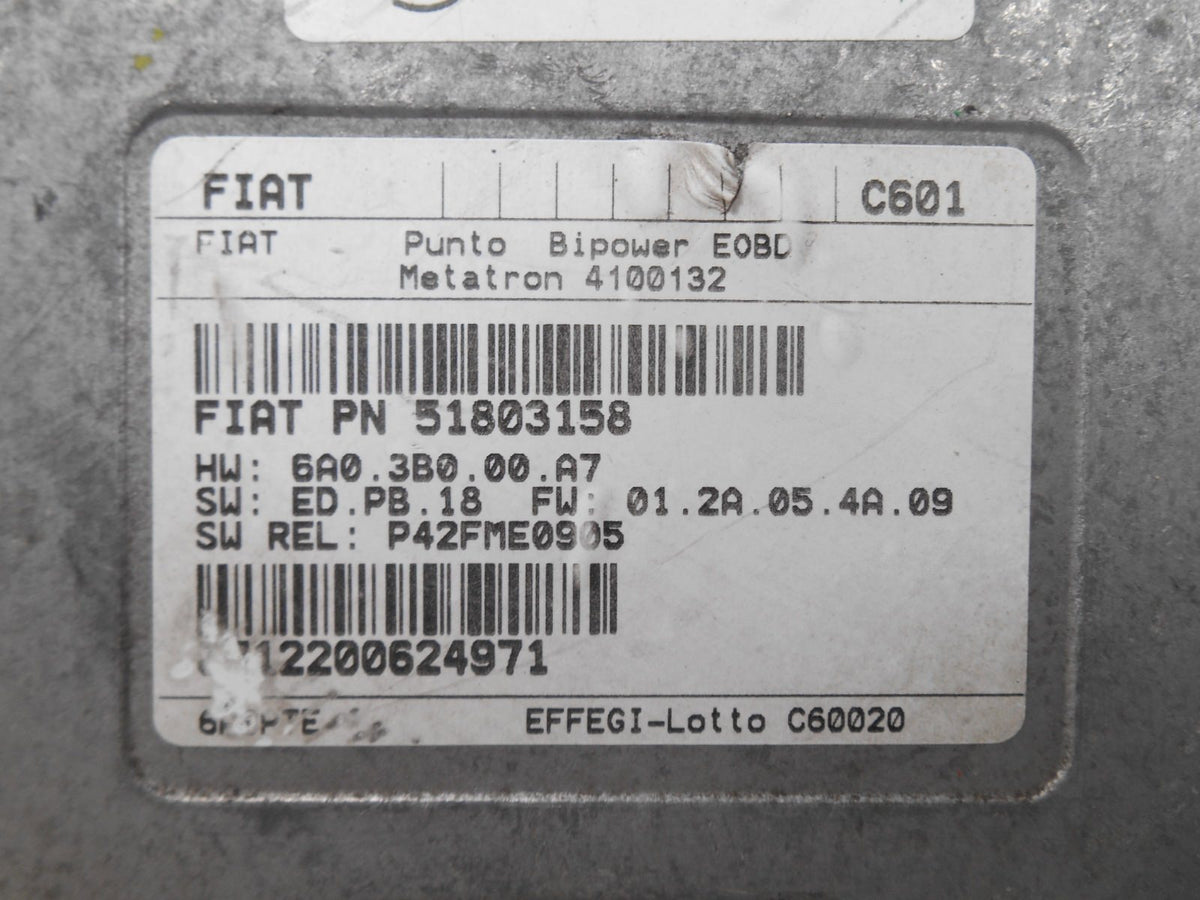 FIAT C601
FIAT Punto Bipower EOBD
Metatron 4100132
FIAT PN 51803158
HW: 6A0.3B0.00.A7
SW: ED.PB.18 FW: 01.2A.05.4A.09
SW REL: P42FME0905
EFFEGI-Lotto C60020